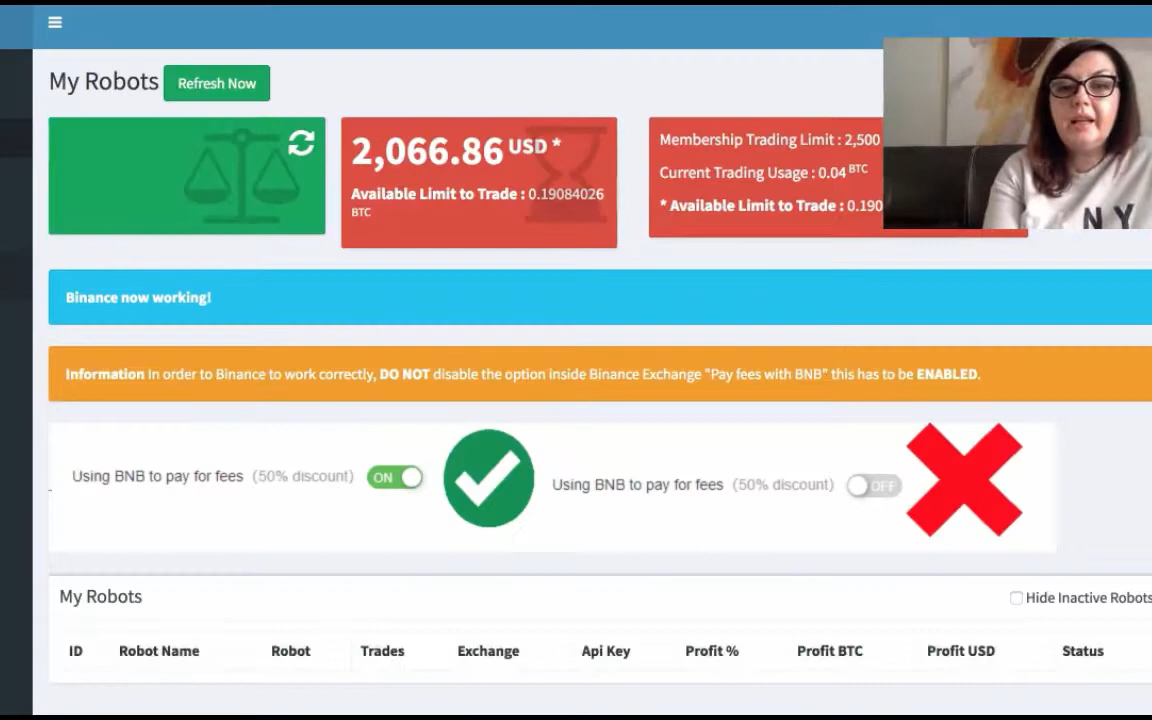 My Robots Refresh Now
2,066.86 USD *
Available Limit to Trade : 0.19084026
BTC
Membership Trading Limit : 2,500
Current Trading Usage : 0.04 BTC
* Available Limit to Trade : 0.190
N Y
Binance now working!
Information In order to Binance to work correctly, DO NOT disable the option inside Binance Exchange "Pay fees with BNB" this has to be ENABLED.
Using BNB to pay for fees (50% discount) ON
Using BNB to pay for fees (50% discount) OFF
My Robots
Hide Inactive Robots
ID Robot Name Robot Trades Exchange Api Key Profit % Profit BTC Profit USD Status